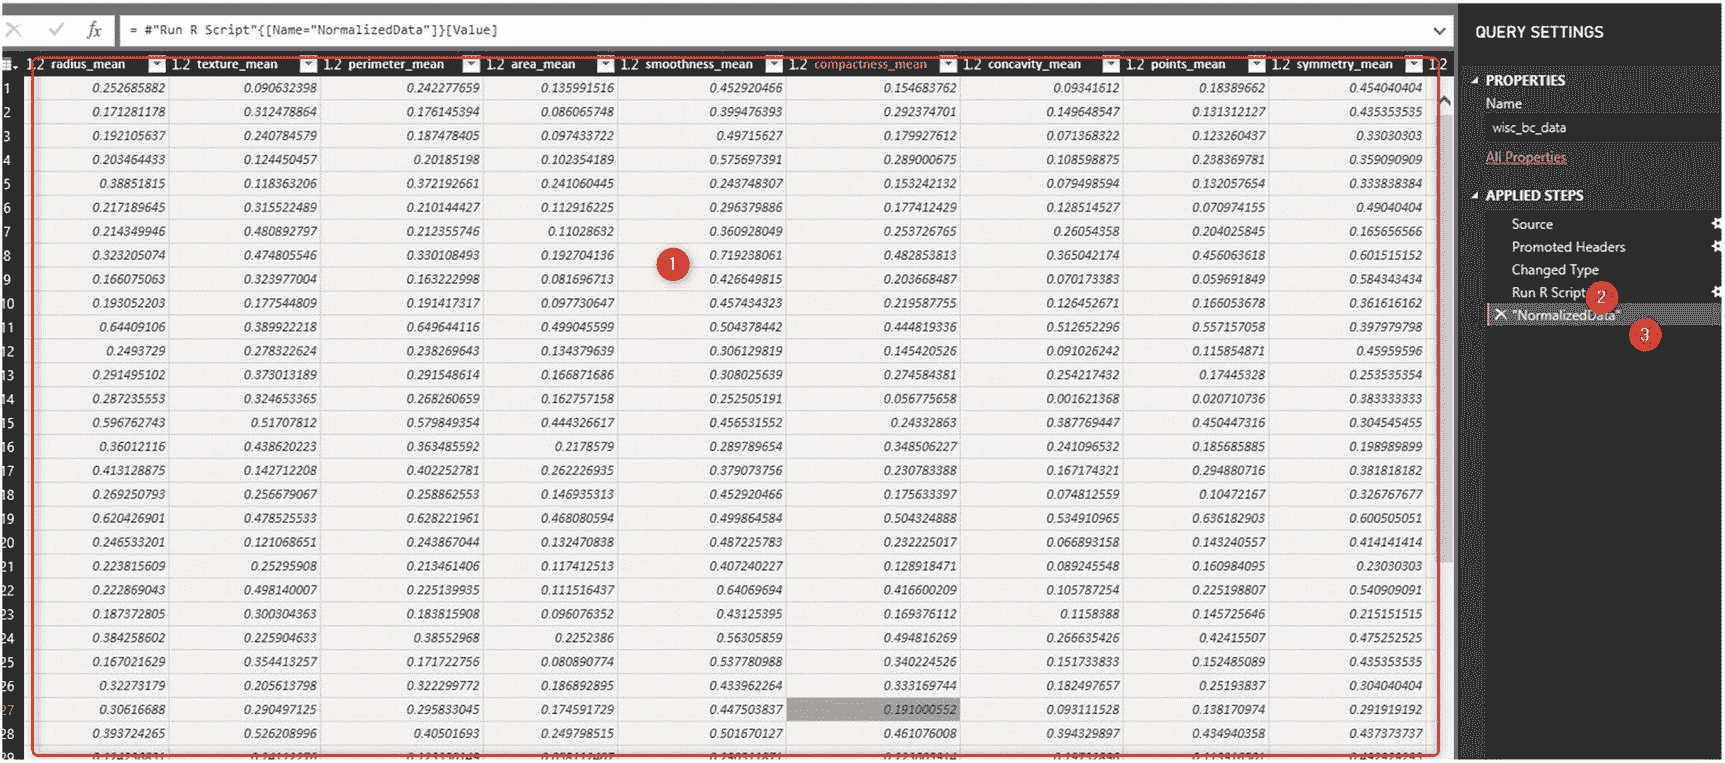 fx = #"Run R Script"{[Name="NormalizedData"]}[Value]
1.2 radius_mean 1.2 texture_mean 1.2 perimeter_mean 1.2 area_mean 1.2 smoothness_mean 1.2 compactness_mean 1.2 concavity_mean 1.2 points_mean 1.2 symmetry_mean 1.2
1 0.252685882 0.090632398 0.242277659 0.135991516 0.452920466 0.154683762 0.09341612 0.18389662 0.454040404
2 0.171281178 0.312478864 0.176145394 0.086065748 0.399476393 0.292374701 0.149648547 0.131312127 0.435353535
3 0.192105637 0.240784579 0.187478405 0.097433722 0.49715627 0.179927612 0.071368322 0.123260437 0.33030303
4 0.203464433 0.124450457 0.20185198 0.102354189 0.575697391 0.289000675 0.108598875 0.238369781 0.359090909
5 0.38851815 0.118363206 0.372192661 0.241060445 0.243748307 0.153242132 0.079498594 0.132057654 0.333838384
6 0.217189645 0.315522489 0.210144427 0.112916225 0.296379886 0.177412429 0.128514527 0.070974155 0.49040404
7 0.214349946 0.480892797 0.212355746 0.11028632 0.360928049 0.253726765 0.26054358 0.204025845 0.165656566
8 0.323205074 0.474805546 0.330108493 0.192704136 0.719238061 0.482853813 0.365042174 0.456063618 0.601515152
9 0.166075063 0.323977004 0.163222998 0.081696713 0.426649815 0.203668487 0.070173383 0.059691849 0.584343434
10 0.193052203 0.177544809 0.191417317 0.097730647 0.457434323 0.219587755 0.126452671 0.166053678 0.361616162
11 0.64409106 0.389922218 0.649644116 0.499045599 0.504378442 0.444819336 0.512652296 0.557157058 0.397979798
12 0.2493729 0.278322624 0.238269643 0.134379639 0.306129819 0.145420526 0.091026242 0.115854871 0.45959596
13 0.291495102 0.373013189 0.291548614 0.166871686 0.308025639 0.274584381 0.254217432 0.17445328 0.253535354
14 0.287235553 0.324653365 0.268260659 0.162757158 0.252505191 0.056775658 0.001621368 0.020710736 0.383333333
15 0.596762743 0.51707812 0.579849354 0.444326617 0.456531552 0.24332863 0.387769447 0.450447316 0.304545455
16 0.36012116 0.438620223 0.363485592 0.2178579 0.289789654 0.348506227 0.241096532 0.185685885 0.198989899
17 0.413128875 0.142712208 0.402252781 0.262226935 0.379073756 0.230783388 0.167174321 0.294880716 0.381818182
18 0.269250793 0.256679067 0.258862553 0.146935313 0.452920466 0.175633397 0.074812559 0.10472167 0.326767677
19 0.620426901 0.478525533 0.628221961 0.468080594 0.499864584 0.504324888 0.534910965 0.636182903 0.600505051
20 0.246533201 0.121068651 0.243867044 0.132470838 0.487225783 0.232225017 0.066893158 0.143240557 0.414141414
21 0.223815609 0.25295908 0.213461406 0.117412513 0.407240227 0.128918471 0.089245548 0.160984095 0.23030303
22 0.222869043 0.498140007 0.225139935 0.111516437 0.64069694 0.416600209 0.105787254 0.225198807 0.540909091
23 0.187372805 0.300304363 0.183815908 0.096076352 0.43125395 0.169376112 0.1158388 0.145725646 0.215151515
24 0.384258602 0.225904633 0.38552968 0.2252386 0.56305859 0.494816269 0.266635426 0.42415507 0.475252525
25 0.167021629 0.354413257 0.171722756 0.080890774 0.537780988 0.340224526 0.151733833 0.152485089 0.435353535
26 0.32273179 0.205613798 0.322299772 0.186892895 0.433962264 0.333169744 0.182497657 0.25193837 0.304040404
27 0.30616688 0.290497125 0.295833045 0.174591729 0.447503837 0.191000552 0.093111528 0.138170974 0.291919192
28 0.393724265 0.526208996 0.40501693 0.249798515 0.501670127 0.461076008 0.394329897 0.434940358 0.437373737
1
QUERY SETTINGS
PROPERTIES
Name
wisc_bc_data
All Properties
APPLIED STEPS
Source
Promoted Headers
Changed Type
Run R Script 2
"NormalizedData"
3